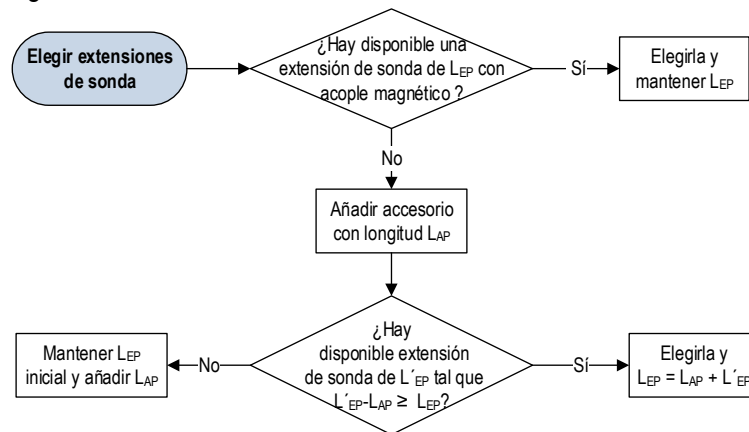 Elegir extensiones
de sonda
¿Hay disponible una
extensión de sonda de LEP con
acople magnético ?
Sí
Elegirla y
mantener LEP
No
Añadir accesorio
con longitud LAP
¿Hay
disponible extensión
de sonda de L´EP tal que
L´EP-LAP ≥ LEP?
No
Mantener LEP
inicial y añadir LAP
Sí
Elegirla y
LEP = LAP + L´EP